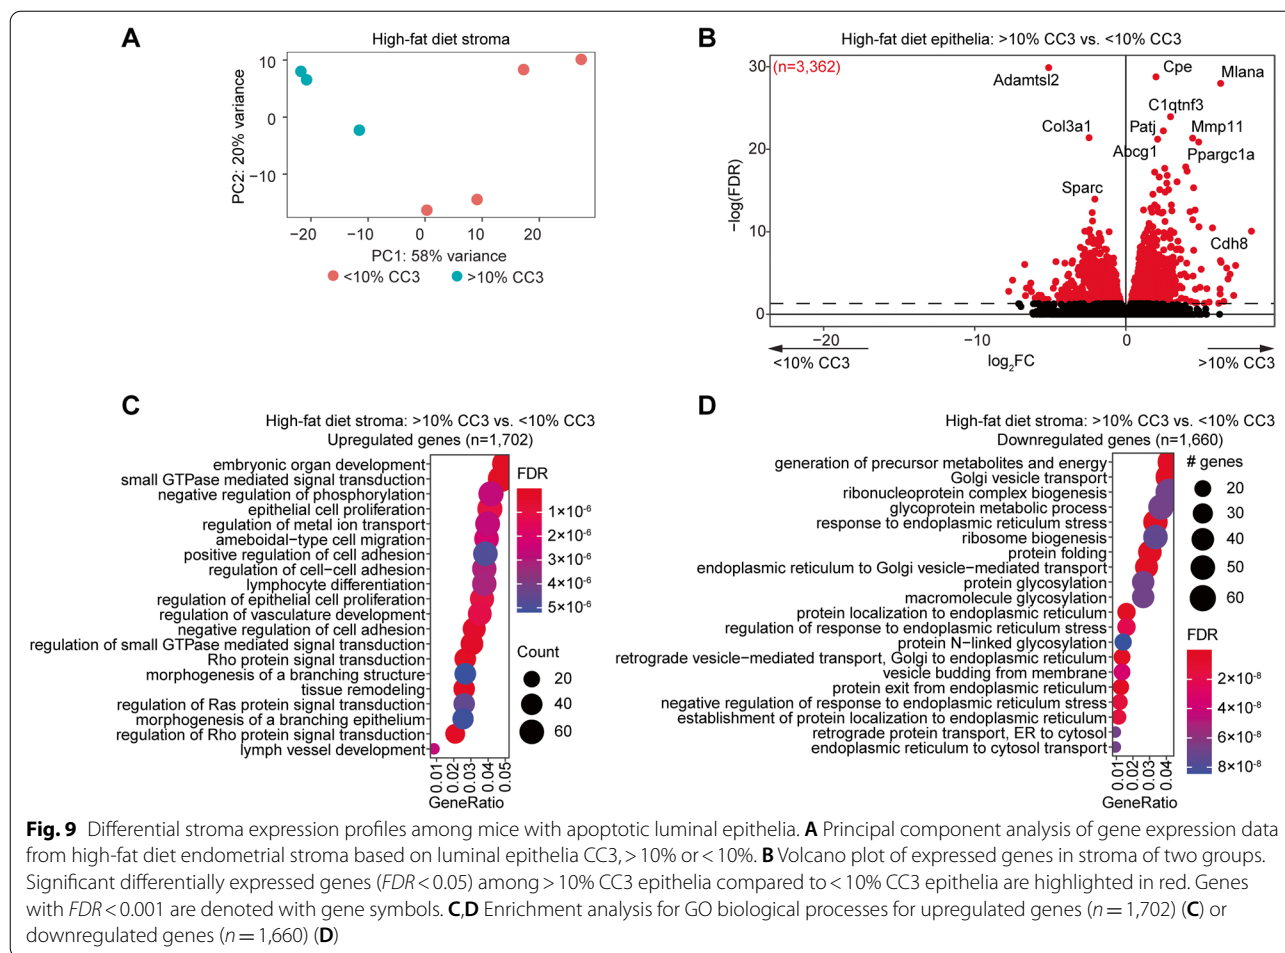 A
High-fat diet stroma
PC2: 20% variance
10
0
−10
−20
−10
0
10
20
PC1: 58% variance
<10% CC3
>10% CC3
B
High-fat diet epithelia: >10% CC3 vs. <10% CC3
(n=3,362)
−log(FDR)
30
20
10
0
Adamtsl2
Cpe
Mlana
C1qtnf3
Col3a1
Patj
Mmp11
Abcg1
Ppargc1a
Sparc
Cdh8
−20
−10
0
<10% CC3
log2FC
>10% CC3
C
High-fat diet stroma: >10% CC3 vs. <10% CC3
Upregulated genes (n=1,702)
embryonic organ development
small GTPase mediated signal transduction
negative regulation of phosphorylation
epithelial cell proliferation
regulation of metal ion transport
ameboidal−type cell migration
positive regulation of cell adhesion
regulation of cell−cell adhesion
lymphocyte differentiation
regulation of epithelial cell proliferation
regulation of vasculature development
negative regulation of cell adhesion
regulation of small GTPase mediated signal transduction
Rho protein signal transduction
morphogenesis of a branching structure
tissue remodeling
regulation of Ras protein signal transduction
morphogenesis of a branching epithelium
regulation of Rho protein signal transduction
lymph vessel development
0.01
0.02
0.03
0.04
0.05
GeneRatio
FDR
1×10⁻⁶
2×10⁻⁶
3×10⁻⁶
4×10⁻⁶
5×10⁻⁶
Count
20
40
60
D
High-fat diet stroma: >10% CC3 vs. <10% CC3
Downregulated genes (n=1,660)
generation of precursor metabolites and energy
Golgi vesicle transport
ribonucleoprotein complex biogenesis
glycoprotein metabolic process
response to endoplasmic reticulum stress
ribosome biogenesis
protein folding
endoplasmic reticulum to Golgi vesicle−mediated transport
protein glycosylation
macromolecule glycosylation
protein localization to endoplasmic reticulum
regulation of response to endoplasmic reticulum stress
protein N−linked glycosylation
retrograde vesicle−mediated transport, Golgi to endoplasmic reticulum
vesicle budding from membrane
protein exit from endoplasmic reticulum
negative regulation of response to endoplasmic reticulum stress
establishment of protein localization to endoplasmic reticulum
retrograde protein transport, ER to cytosol
endoplasmic reticulum to cytosol transport
0.01
0.02
0.03
0.04
GeneRatio
# genes
20
30
40
50
60
FDR
2×10⁻⁸
4×10⁻⁸
6×10⁻⁸
8×10⁻⁸
Fig. 9 Differential stroma expression profiles among mice with apoptotic luminal epithelia. A Principal component analysis of gene expression data
from high-fat diet endometrial stroma based on luminal epithelia CC3, > 10% or < 10%. B Volcano plot of expressed genes in stroma of two groups.
Significant differentially expressed genes (FDR < 0.05) among > 10% CC3 epithelia compared to < 10% CC3 epithelia are highlighted in red. Genes
with FDR < 0.001 are denoted with gene symbols. C,D Enrichment analysis for GO biological processes for upregulated genes (n = 1,702) (C) or
downregulated genes (n = 1,660) (D)